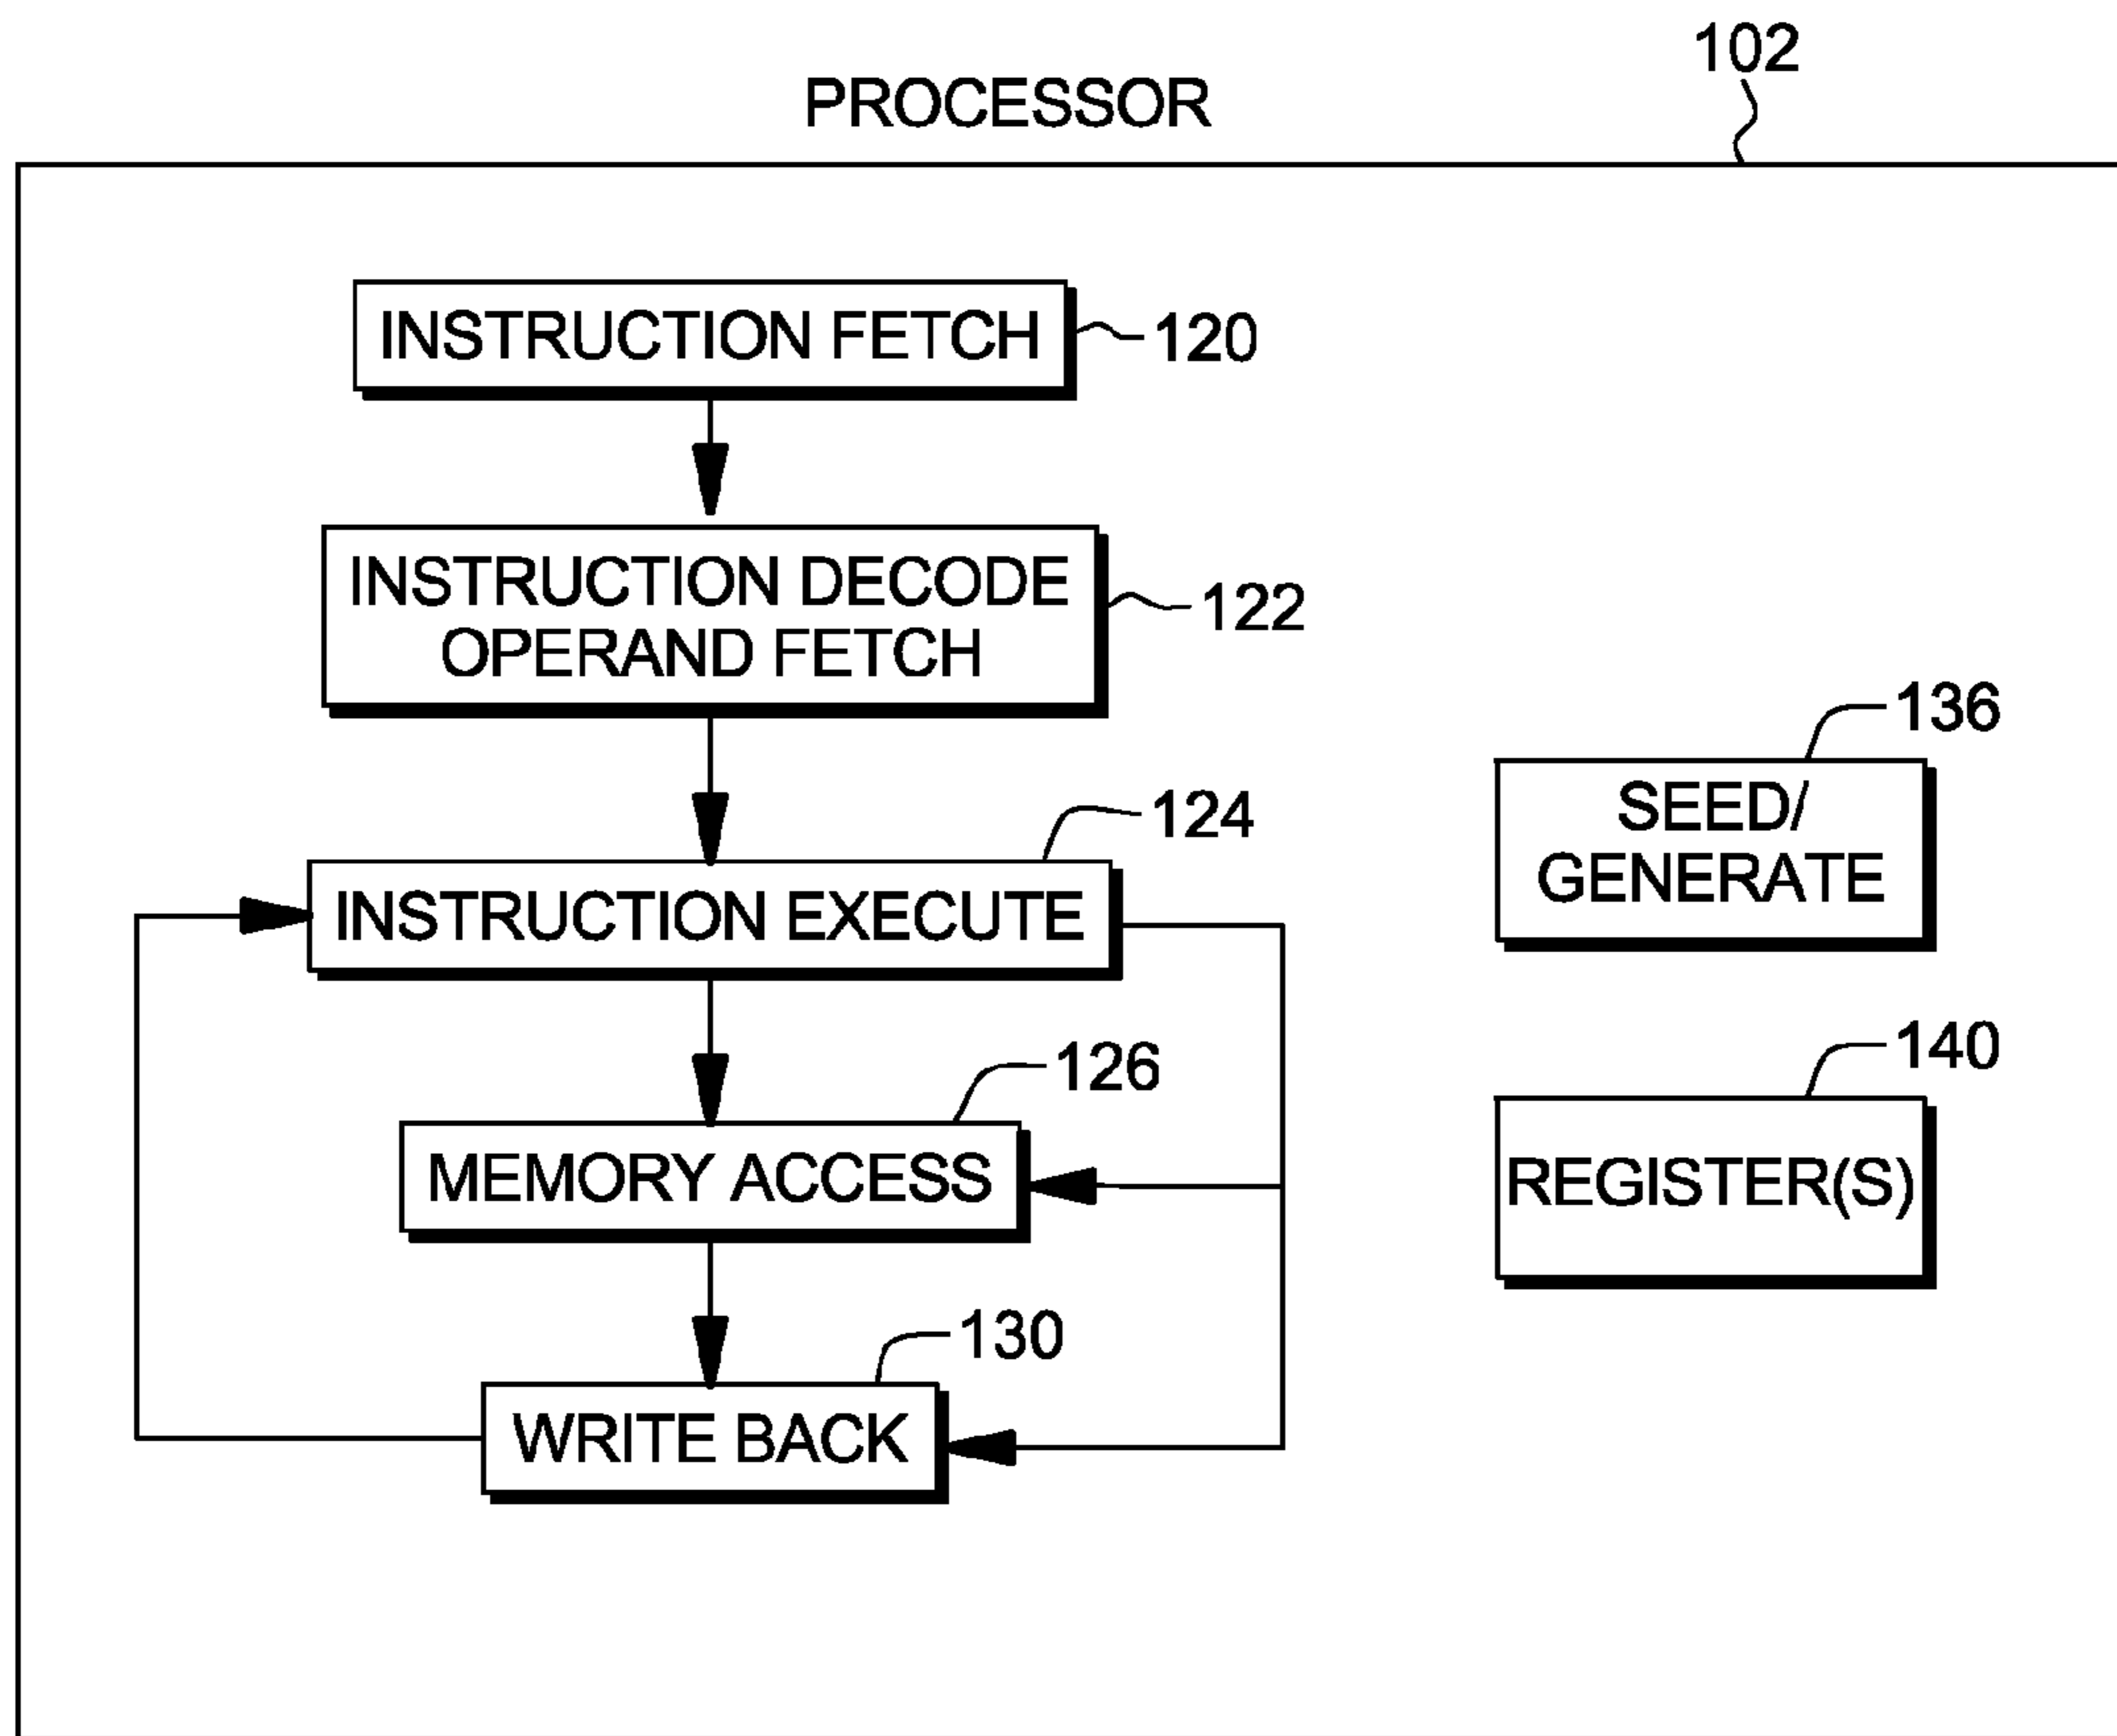 102
PROCESSOR
INSTRUCTION FETCH
120
INSTRUCTION DECODE
OPERAND FETCH
122
136
SEED/
GENERATE
124
INSTRUCTION EXECUTE
140
REGISTER(S)
126
MEMORY ACCESS
130
WRITE BACK